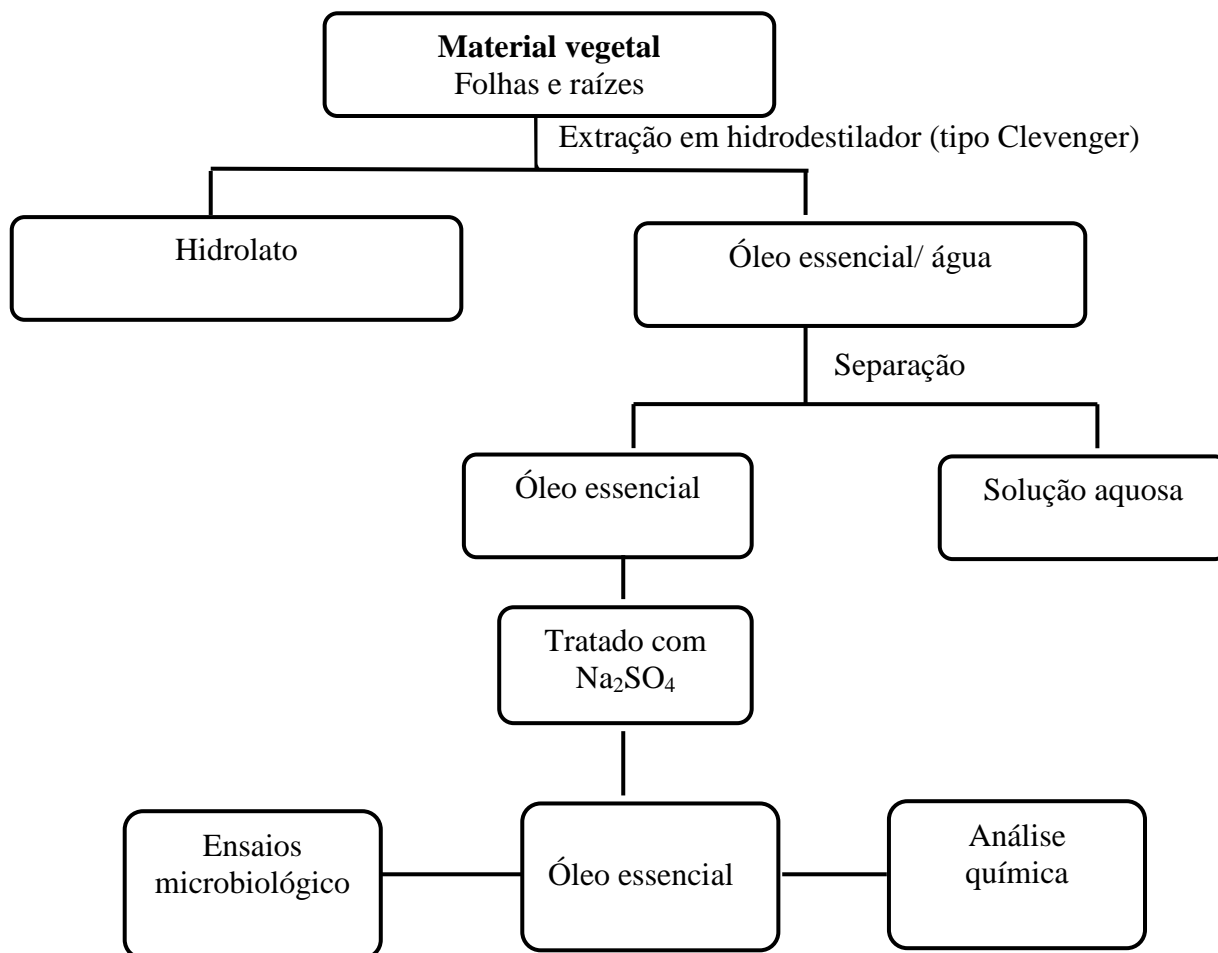 Material vegetal
Folhas e raízes
Extração em hidrodestilador (tipo Clevenger)
Hidrolato
Óleo essencial/ água
Separação
Óleo essencial
Solução aquosa
Tratado com
Na₂SO₄
Ensaios
microbiológico
Óleo essencial
Análise
química